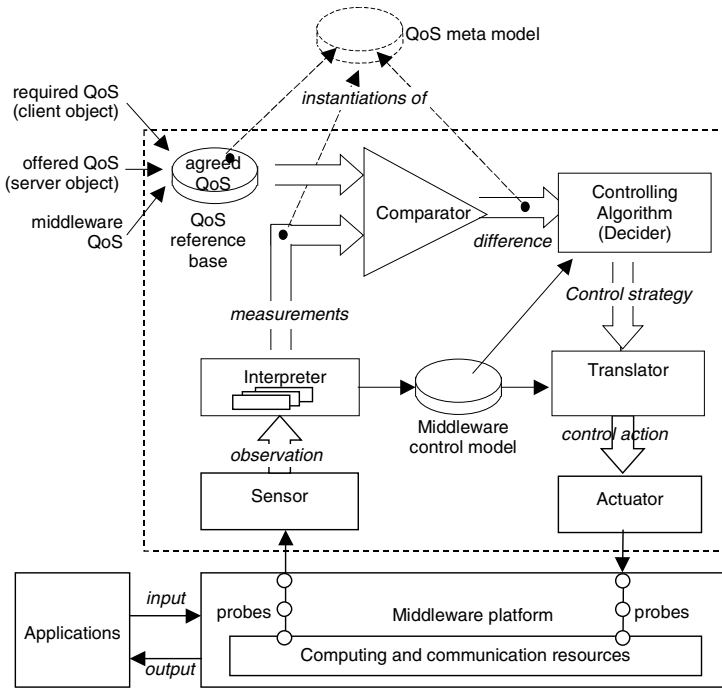 QoS meta model
instantiations of
required QoS
(client object)
offered QoS
(server object)
middleware
QoS
agreed
QoS
QoS
reference
base
Comparator
difference
Controlling
Algorithm
(Decider)
measurements
Control strategy
Interpreter
Middleware
control model
Translator
observation
control action
Sensor
Actuator
Applications
input
output
probes
Middleware platform
probes
Computing and communication resources